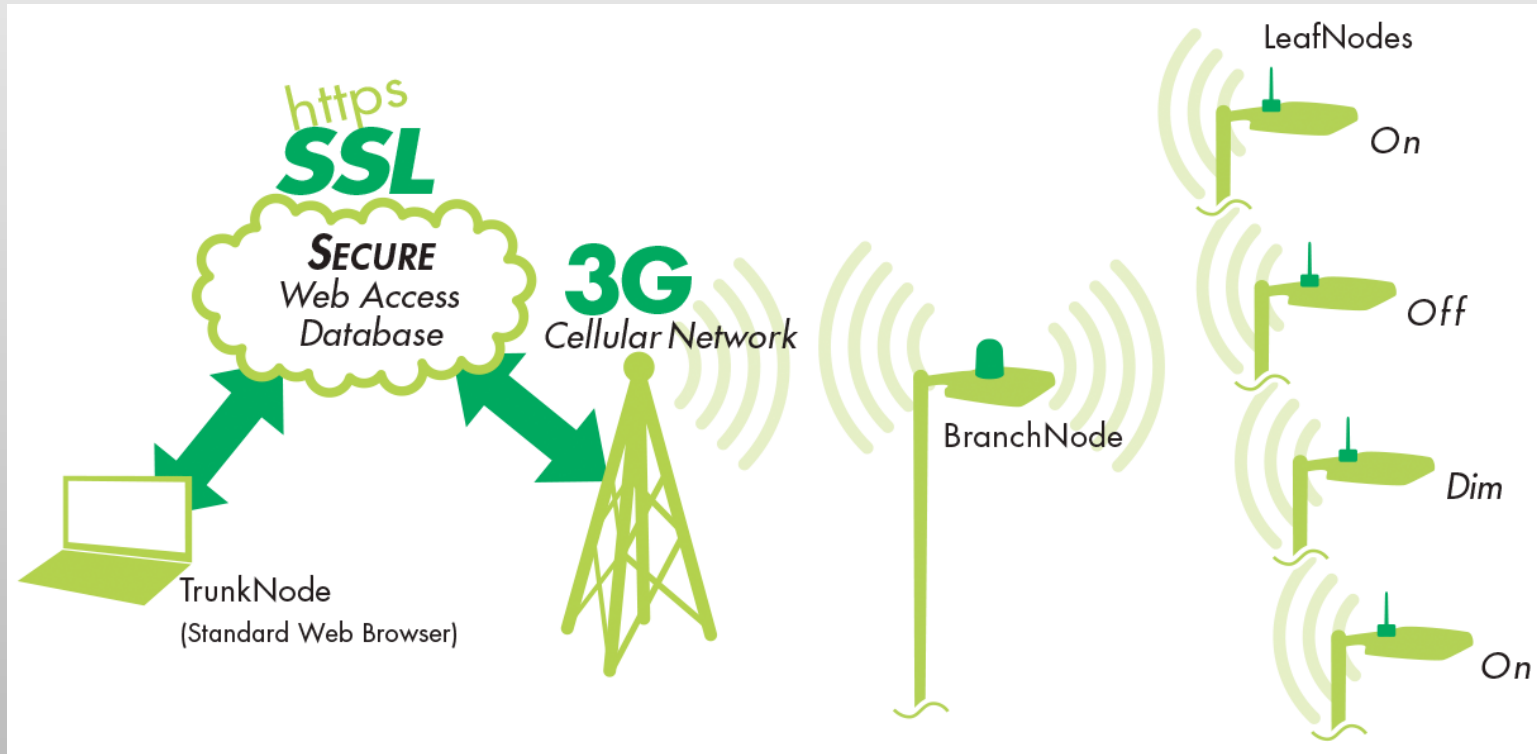 https
SSL
SECURE
Web Access
Database
3G
Cellular Network
TrunkNode
(Standard Web Browser)
BranchNode
LeafNodes
On
Off
Dim
On